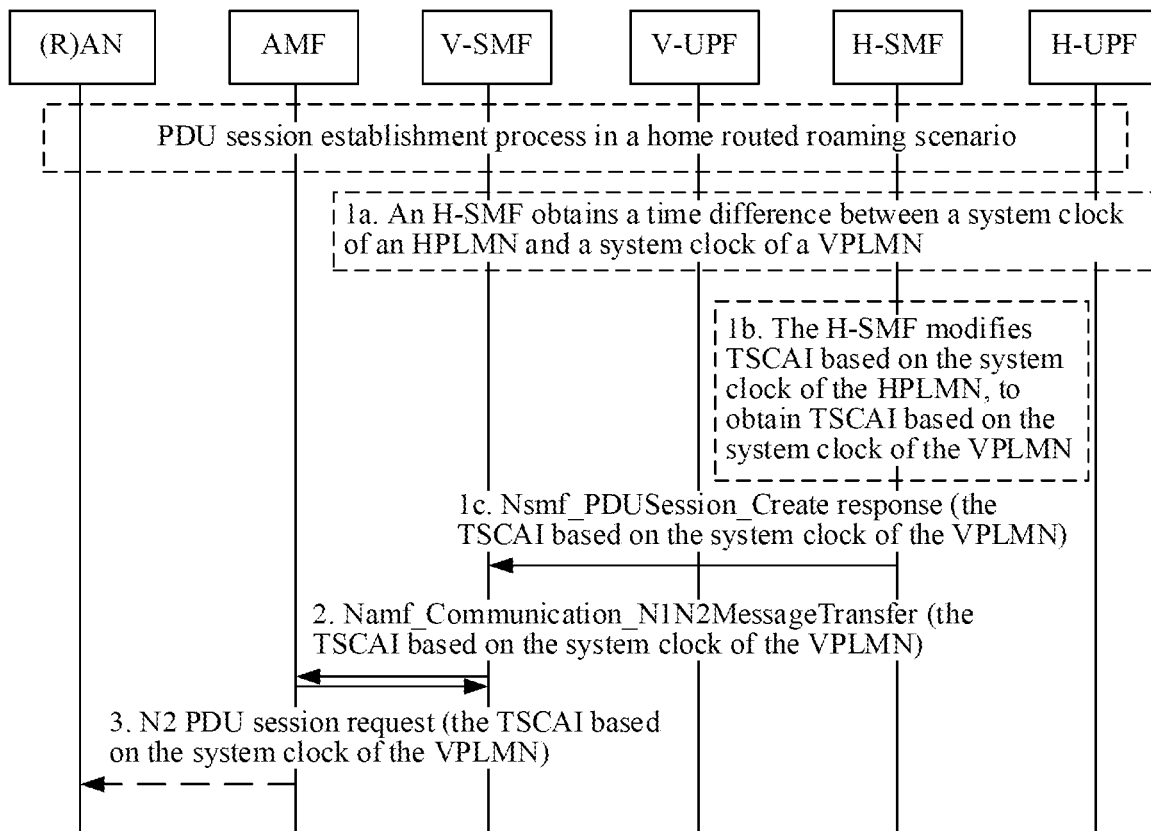 (R)AN
AMF
V-SMF
V-UPF
H-SMF
H-UPF
PDU session establishment process in a home routed roaming scenario
1a. An H-SMF obtains a time difference between a system clock
of an HPLMN and a system clock of a VPLMN
1b. The H-SMF modifies
TSCAI based on the system
clock of the HPLMN, to
obtain TSCAI based on the
system clock of the VPLMN
1c. Nsmf_PDUSession_Create response (the
TSCAI based on the system clock of the VPLMN)
2. Namf_Communication_N1N2MessageTransfer (the
TSCAI based on the system clock of the VPLMN)
3. N2 PDU session request (the TSCAI based
on the system clock of the VPLMN)